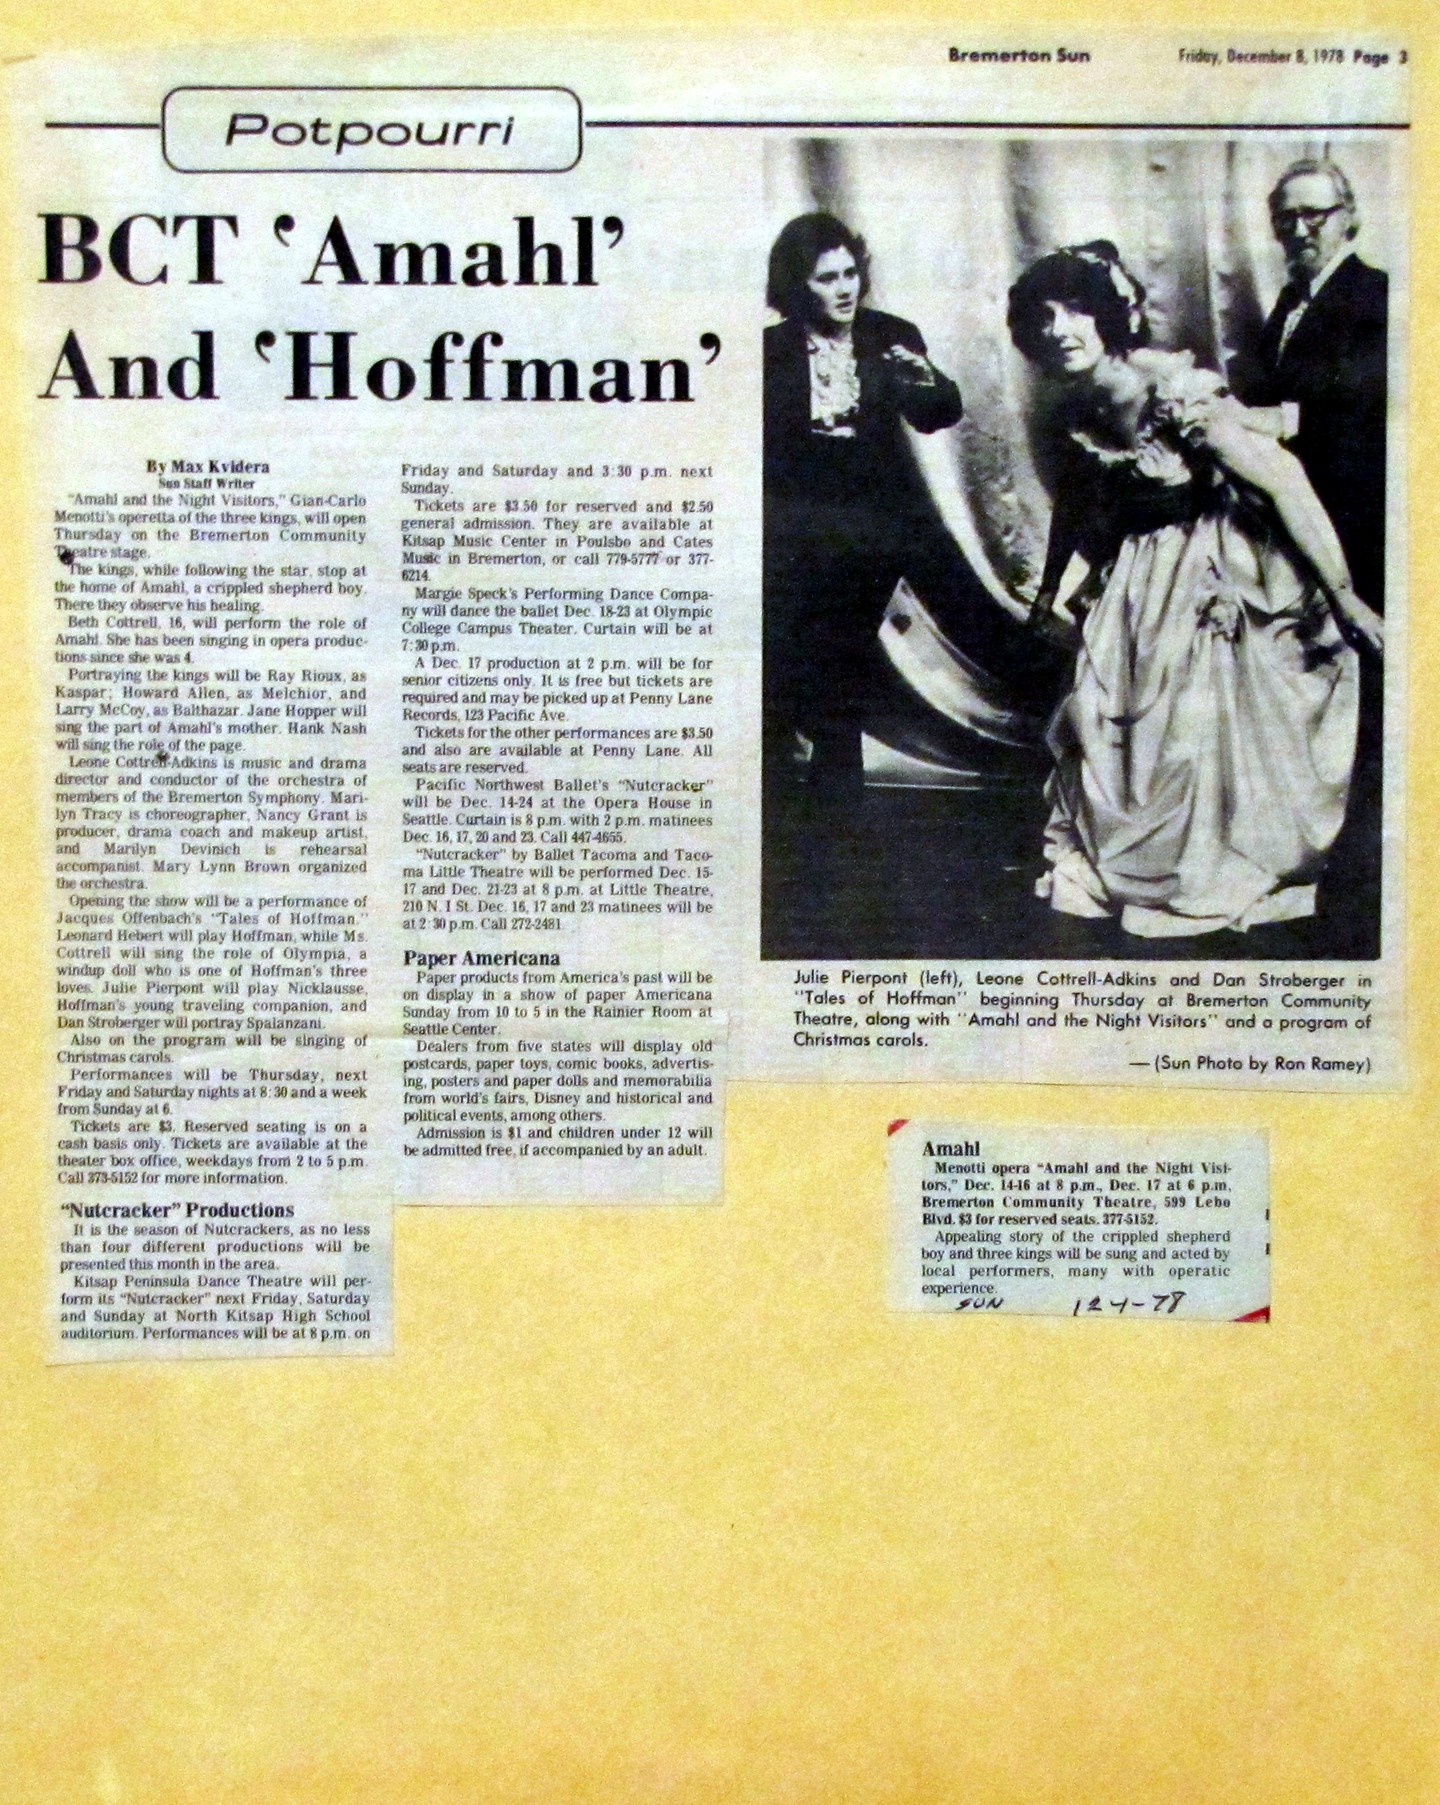 Bremerton Sun Friday, December 8, 1978 Page 3
Potpourri
BCT ‘Amahl’
And ‘Hoffman’
By Max Kvidera
Sun Staff Writer
“Amahl and the Night Visitors,” Gian-Carlo
Menotti's operetta of the three kings, will open
Thursday on the Bremerton Community
Theatre stage.
The kings, while following the star, stop at
the home of Amahl, a crippled shepherd boy.
There they observe his healing.
Beth Cottrell, 16, will perform the role of
Amahl. She has been singing in opera produc-
tions since she was 4.
Portraying the kings will be Ray Rioux, as
Kaspar; Howard Allen, as Melchior, and
Larry McCoy, as Balthazar. Jane Hopper will
sing the part of Amahl's mother. Hank Nash
will sing the role of the page.
Leone Cottrell-Adkins is music and drama
director and conductor of the orchestra of
members of the Bremerton Symphony. Mari-
lyn Tracy is choreographer, Nancy Grant is
producer, drama coach and makeup artist,
and Marilyn Devinich is rehearsal
accompanist. Mary Lynn Brown organized
the orchestra.
Opening the show will be a performance of
Jacques Offenbach's “Tales of Hoffman.”
Leonard Hebert will play Hoffman, while Ms.
Cottrell will sing the role of Olympia, a
windup doll who is one of Hoffman's three
loves. Julie Pierpont will play Nicklausse,
Hoffman's young traveling companion, and
Dan Stroberger will portray Spalanzani.
Also on the program will be singing of
Christmas carols.
Performances will be Thursday, next
Friday and Saturday nights at 8:30 and a week
from Sunday at 6.
Tickets are $3. Reserved seating is on a
cash basis only. Tickets are available at the
theater box office, weekdays from 2 to 5 p.m.
Call 373-5152 for more information.
“Nutcracker” Productions
It is the season of Nutcrackers, as no less
than four different productions will be
presented this month in the area.
Kitsap Peninsula Dance Theatre will per-
form its “Nutcracker” next Friday, Saturday
and Sunday at North Kitsap High School
auditorium. Performances will be at 8 p.m. on
Friday and Saturday and 3:30 p.m. next
Sunday.
Tickets are $3.50 for reserved and $2.50
general admission. They are available at
Kitsap Music Center in Poulsbo and Cates
Music in Bremerton, or call 779-5777 or 377-
6214.
Margie Speck's Performing Dance Compa-
ny will dance the ballet Dec. 18-23 at Olympic
College Campus Theater. Curtain will be at
7:30 p.m.
A Dec. 17 production at 2 p.m. will be for
senior citizens only. It is free but tickets are
required and may be picked up at Penny Lane
Records, 123 Pacific Ave.
Tickets for the other performances are $3.50
and also are available at Penny Lane. All
seats are reserved.
Pacific Northwest Ballet's “Nutcracker”
will be Dec. 14-24 at the Opera House in
Seattle. Curtain is 8 p.m. with 2 p.m. matinees
Dec. 16, 17, 20 and 23. Call 447-4655.
“Nutcracker” by Ballet Tacoma and Taco-
ma Little Theatre will be performed Dec. 15-
17 and Dec. 21-23 at 8 p.m. at Little Theatre,
210 N. I St. Dec. 16, 17 and 23 matinees will be
at 2:30 p.m. Call 272-2481.
Paper Americana
Paper products from America's past will be
on display in a show of paper Americana
Sunday from 10 to 5 in the Rainier Room at
Seattle Center.
Dealers from five states will display old
postcards, paper toys, comic books, advertis-
ing, posters and paper dolls and memorabilia
from world's fairs, Disney and historical and
political events, among others.
Admission is $1 and children under 12 will
be admitted free, if accompanied by an adult.
Julie Pierpont (left), Leone Cottrell-Adkins and Dan Stroberger in
“Tales of Hoffman” beginning Thursday at Bremerton Community
Theatre, along with “Amahl and the Night Visitors” and a program of
Christmas carols.
— (Sun Photo by Ron Ramey)
Amahl
Menotti opera “Amahl and the Night Visi-
tors,” Dec. 14-16 at 8 p.m., Dec. 17 at 6 p.m.,
Bremerton Community Theatre, 599 Lebo
Blvd. $3 for reserved seats. 377-5152.
Appealing story of the crippled shepherd
boy and three kings will be sung and acted by
local performers, many with operatic
experience.
SUN 12-4-78